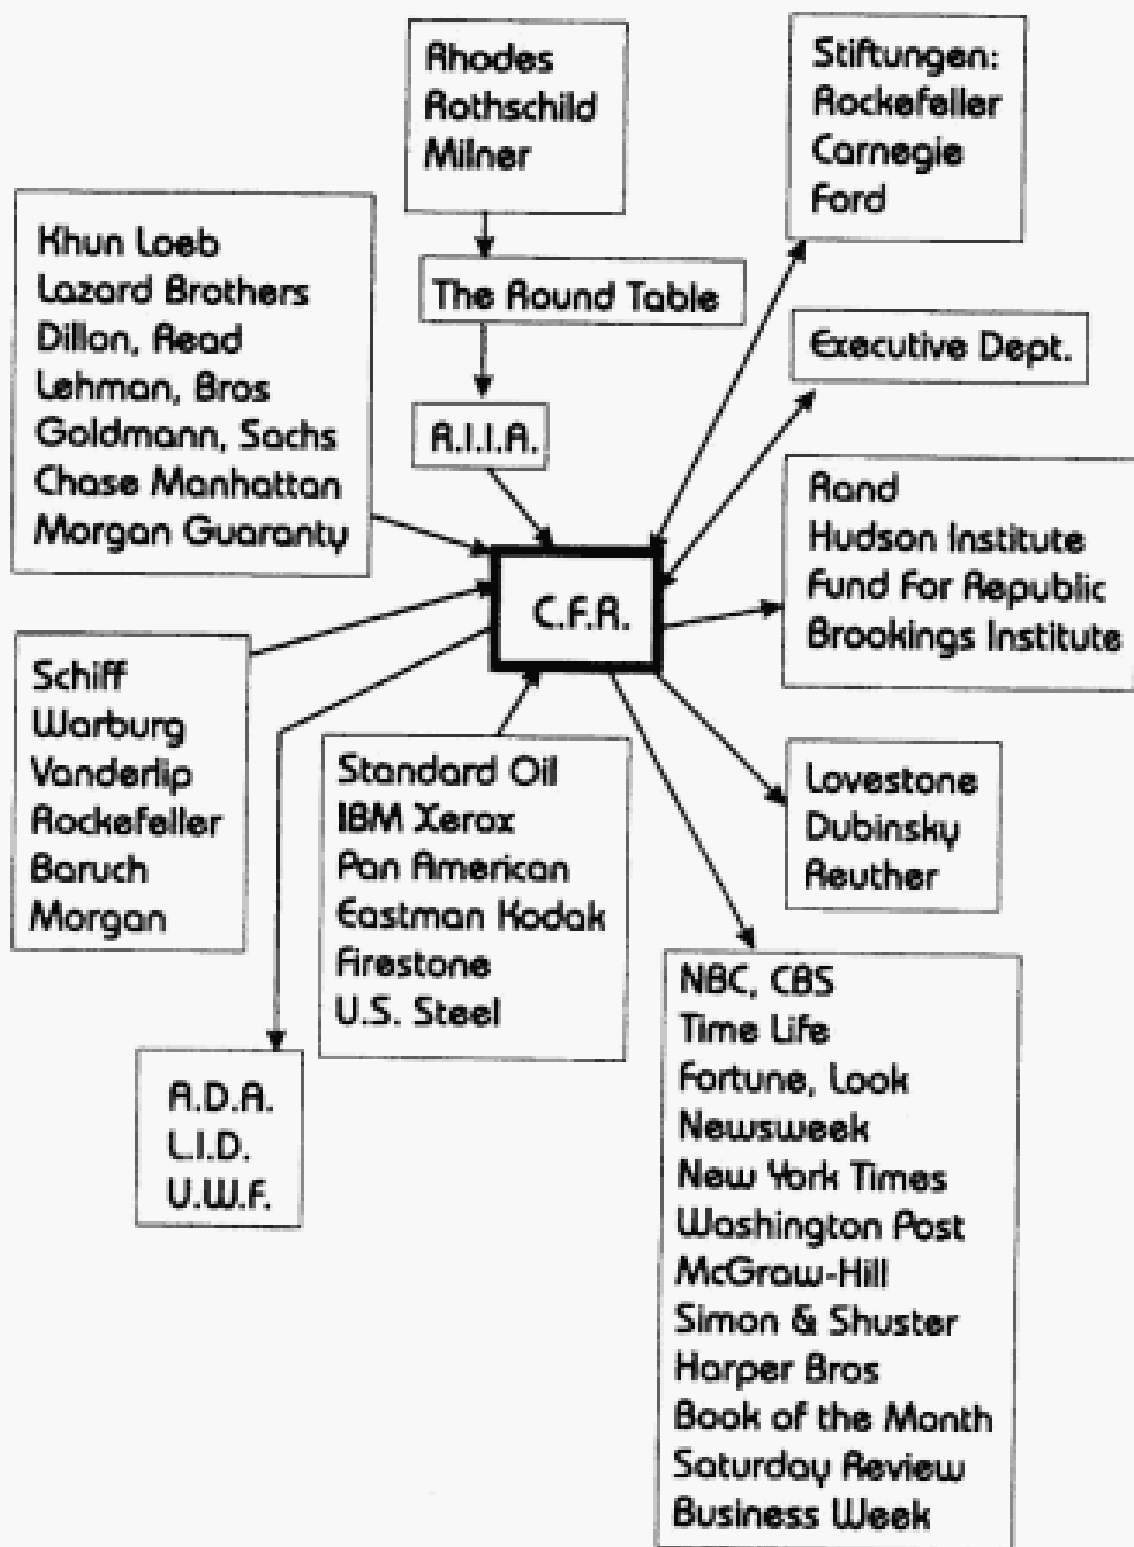 Rhodes
Rothschild
Milner
Stiftungen:
Rockefeller
Carnegie
Ford
Khun Loeb
Lazard Brothers
Dillon, Read
Lehman, Bros
Goldmann, Sachs
Chase Manhattan
Morgan Guaranty
The Round Table
Executive Dept.
R.I.I.A.
Rand
Hudson Institute
Fund For Republic
Brookings Institute
C.F.R.
Schiff
Warburg
Vanderlip
Rockefeller
Baruch
Morgan
Standard Oil
IBM Xerox
Pan American
Eastman Kodak
Firestone
U.S. Steel
Lovestone
Dubinsky
Reuther
A.D.A.
L.I.D.
U.W.F.
NBC, CBS
Time Life
Fortune, Look
Newsweek
New York Times
Washington Post
McGraw-Hill
Simon & Shuster
Harper Bros
Book of the Month
Saturday Review
Business Week